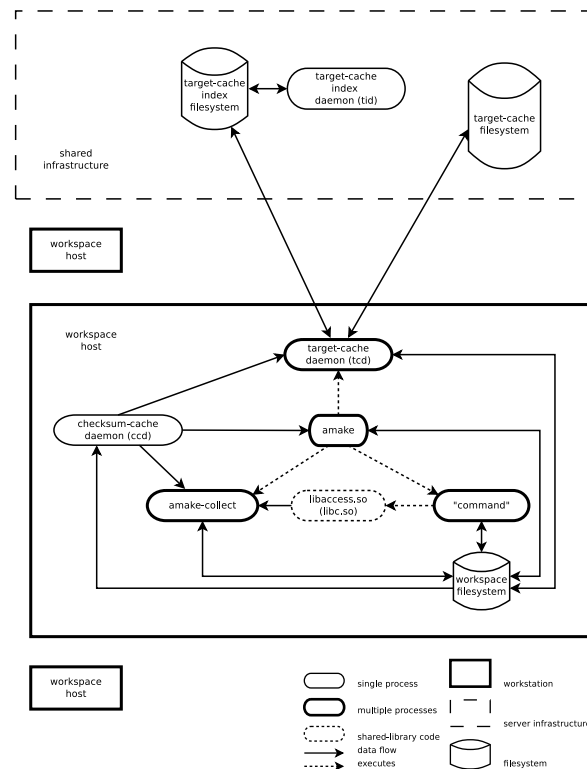 target-cache
index
filesystem
target-cache
index
daemon (tid)
target-cache
filesystem
shared
infrastructure
workspace
host
workspace
host
target-cache
daemon (tcd)
checksum-cache
daemon (ccd)
amake
amake-collect
libaccess.so
(libc.so)
"command"
workspace
filesystem
workspace
host
single process
workstation
multiple processes
shared-library code
server infrastructure
data flow
executes
filesystem